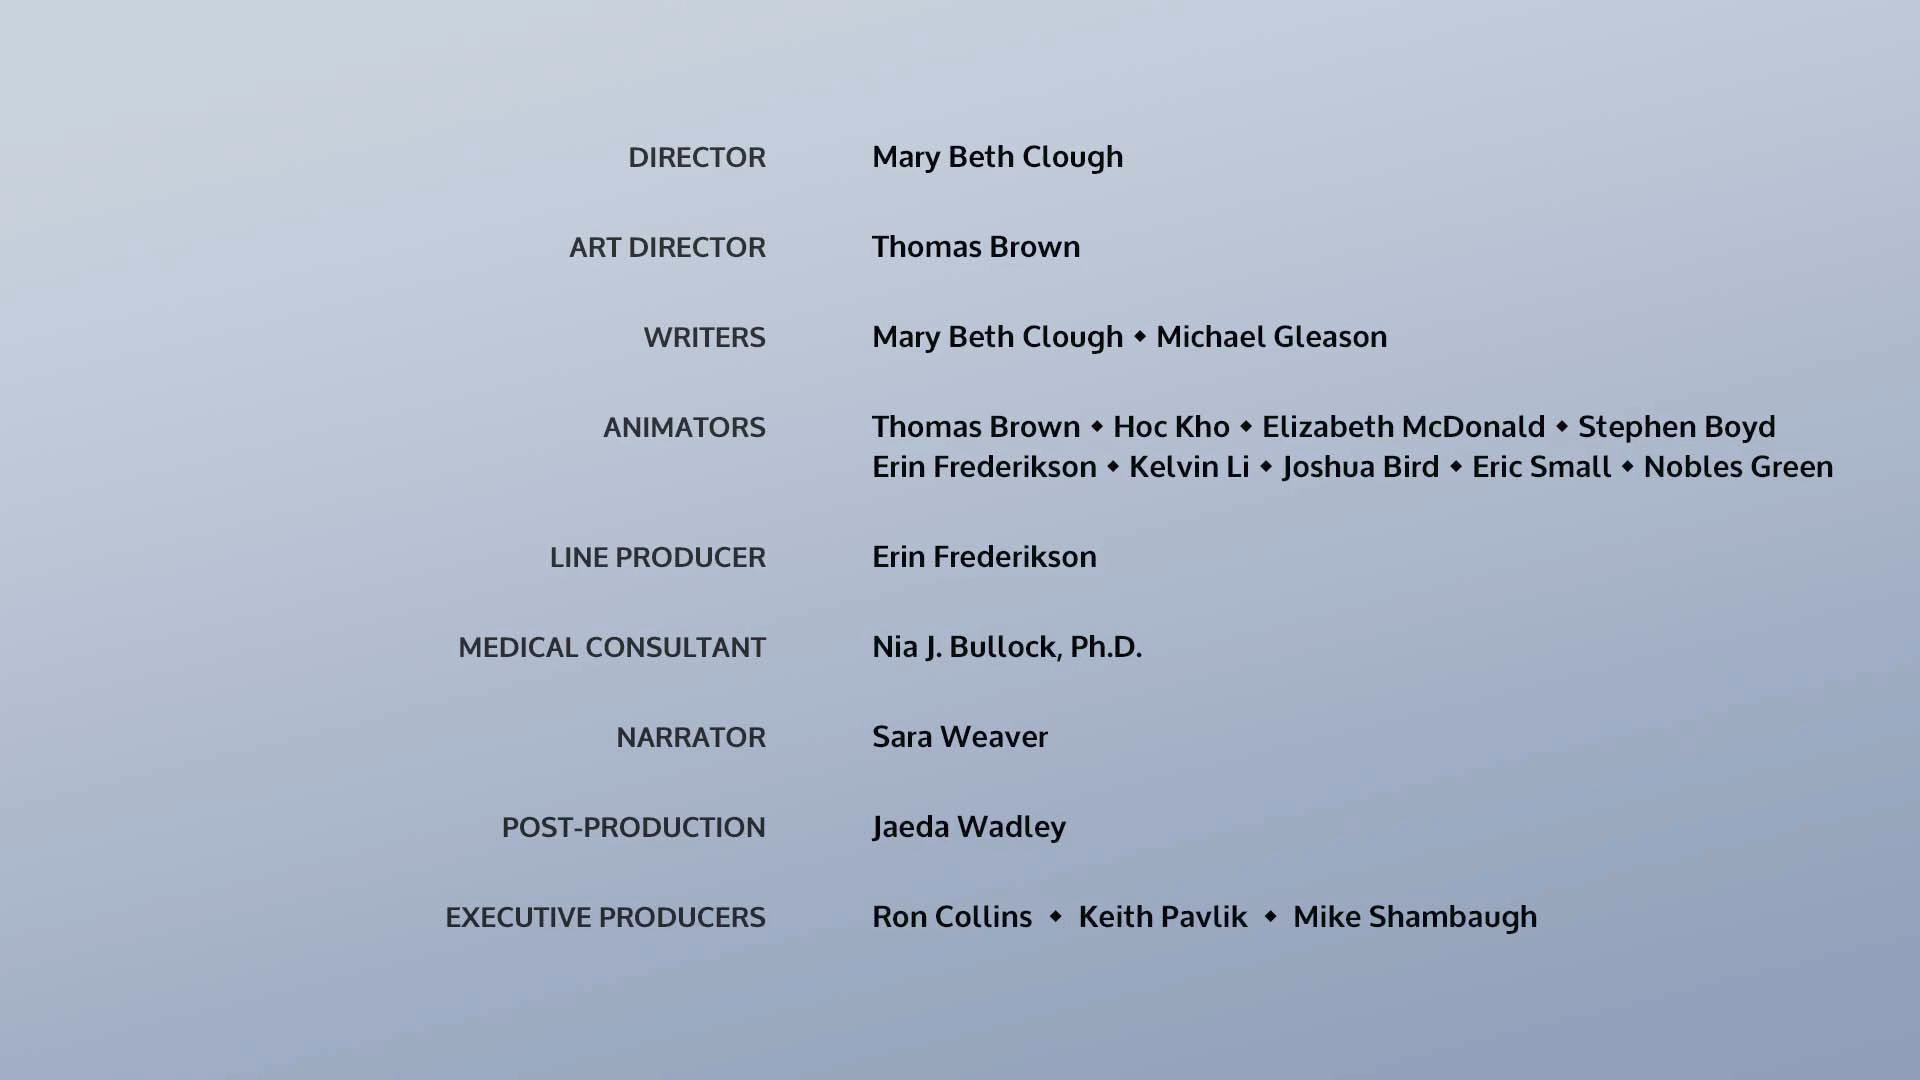 DIRECTOR Mary Beth Clough
ART DIRECTOR Thomas Brown
WRITERS Mary Beth Clough ◆ Michael Gleason
ANIMATORS Thomas Brown ◆ Hoc Kho ◆ Elizabeth McDonald ◆ Stephen Boyd
Erin Frederikson ◆ Kelvin Li ◆ Joshua Bird ◆ Eric Small ◆ Nobles Green
LINE PRODUCER Erin Frederikson
MEDICAL CONSULTANT Nia J. Bullock, Ph.D.
NARRATOR Sara Weaver
POST-PRODUCTION Jaeda Wadley
EXECUTIVE PRODUCERS Ron Collins ◆ Keith Pavlik ◆ Mike Shambaugh